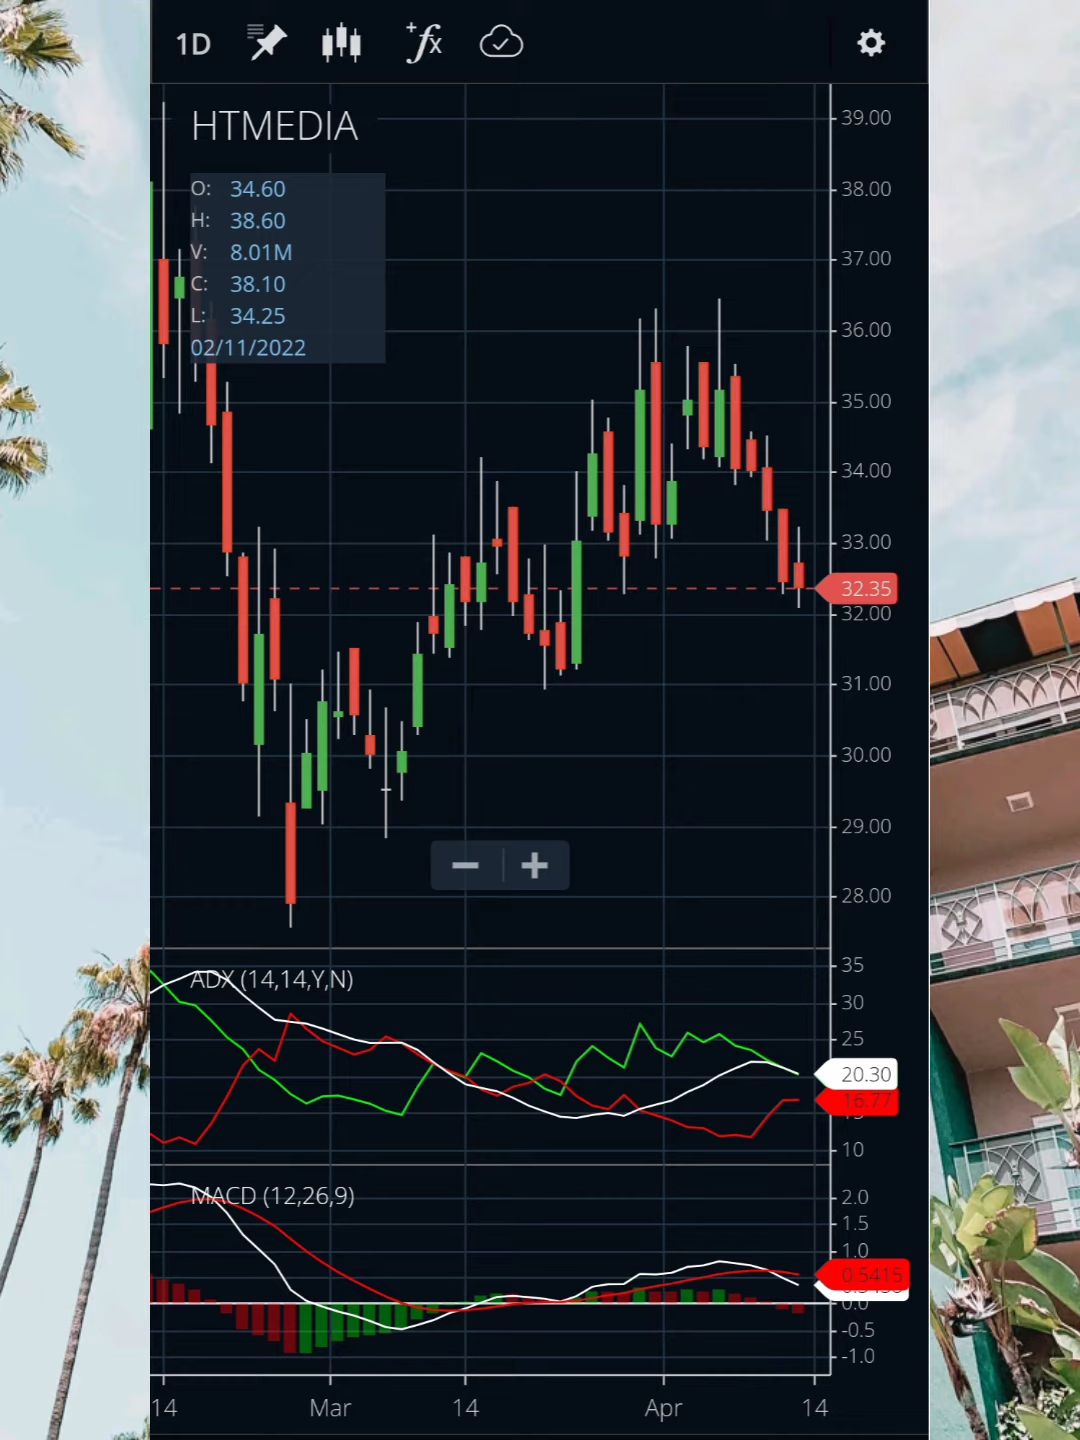 1D
+fx
HTMEDIA
O: 34.60
H: 38.60
V: 8.01M
C: 38.10
L: 34.25
02/11/2022
39.00
38.00
37.00
36.00
35.00
34.00
33.00
32.35
32.00
31.00
30.00
29.00
28.00
ADX (14,14,Y,N)
35
30
25
20.30
16.77
10
MACD (12,26,9)
2.0
1.5
1.0
0.5415
0.0
-0.5
-1.0
14 Mar 14 Apr 14